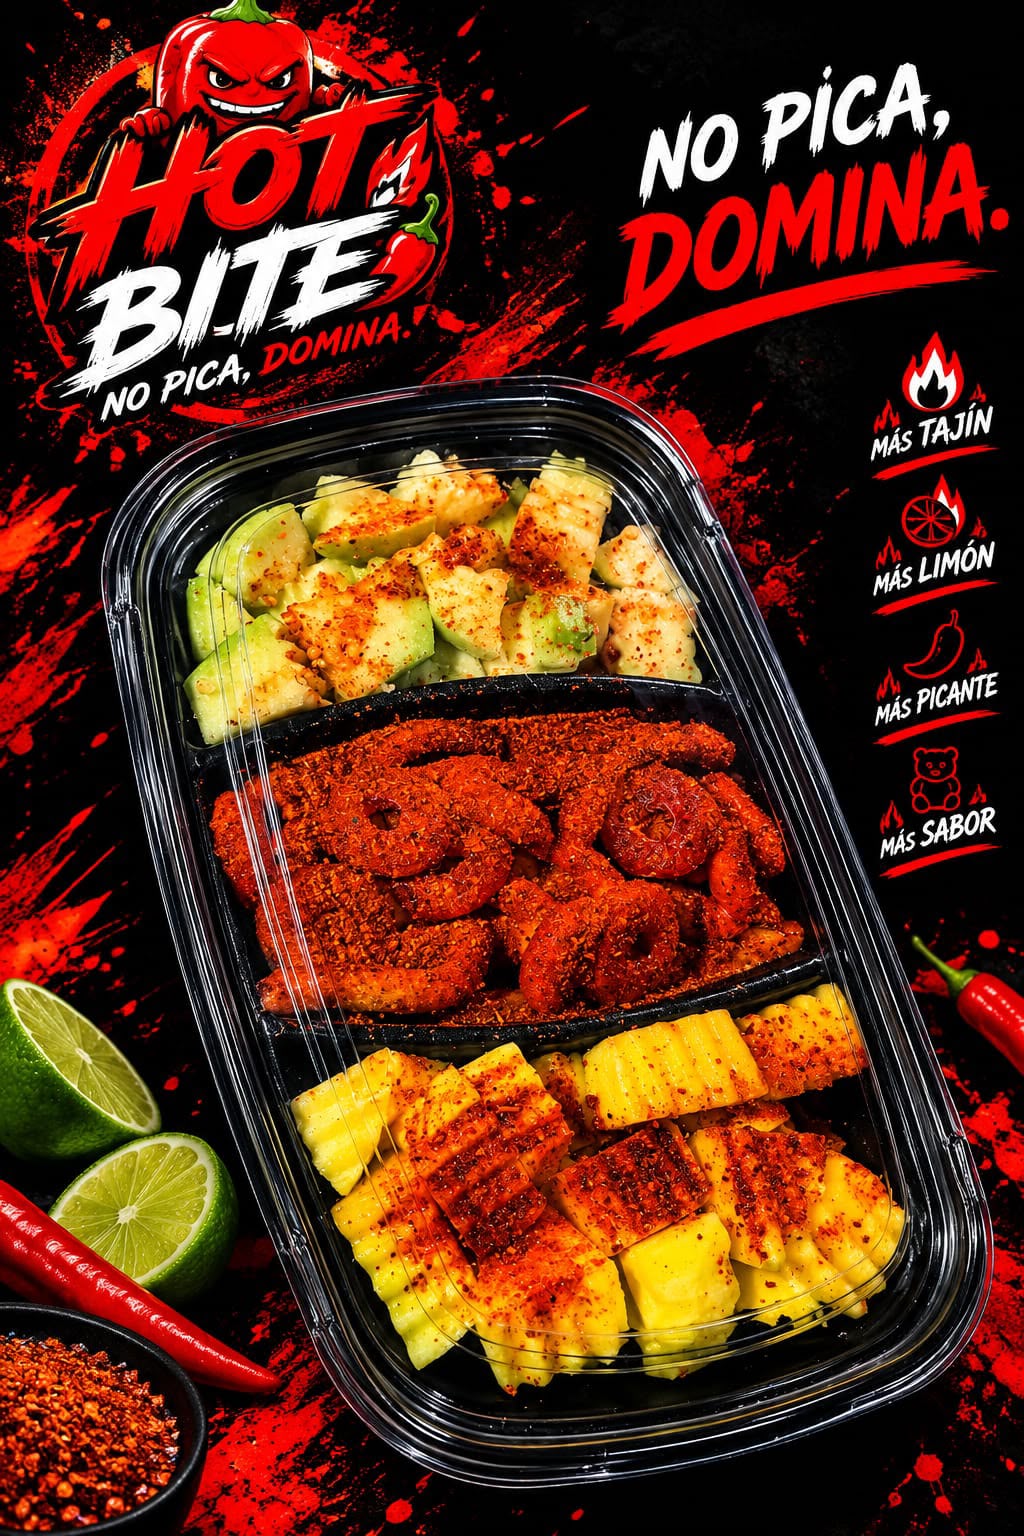 HOT
BITE
NO PICA, DOMINA.
NO PICA,
DOMINA.
MÁS TAJÍN
MÁS LIMÓN
MÁS PICANTE
MÁS SABOR